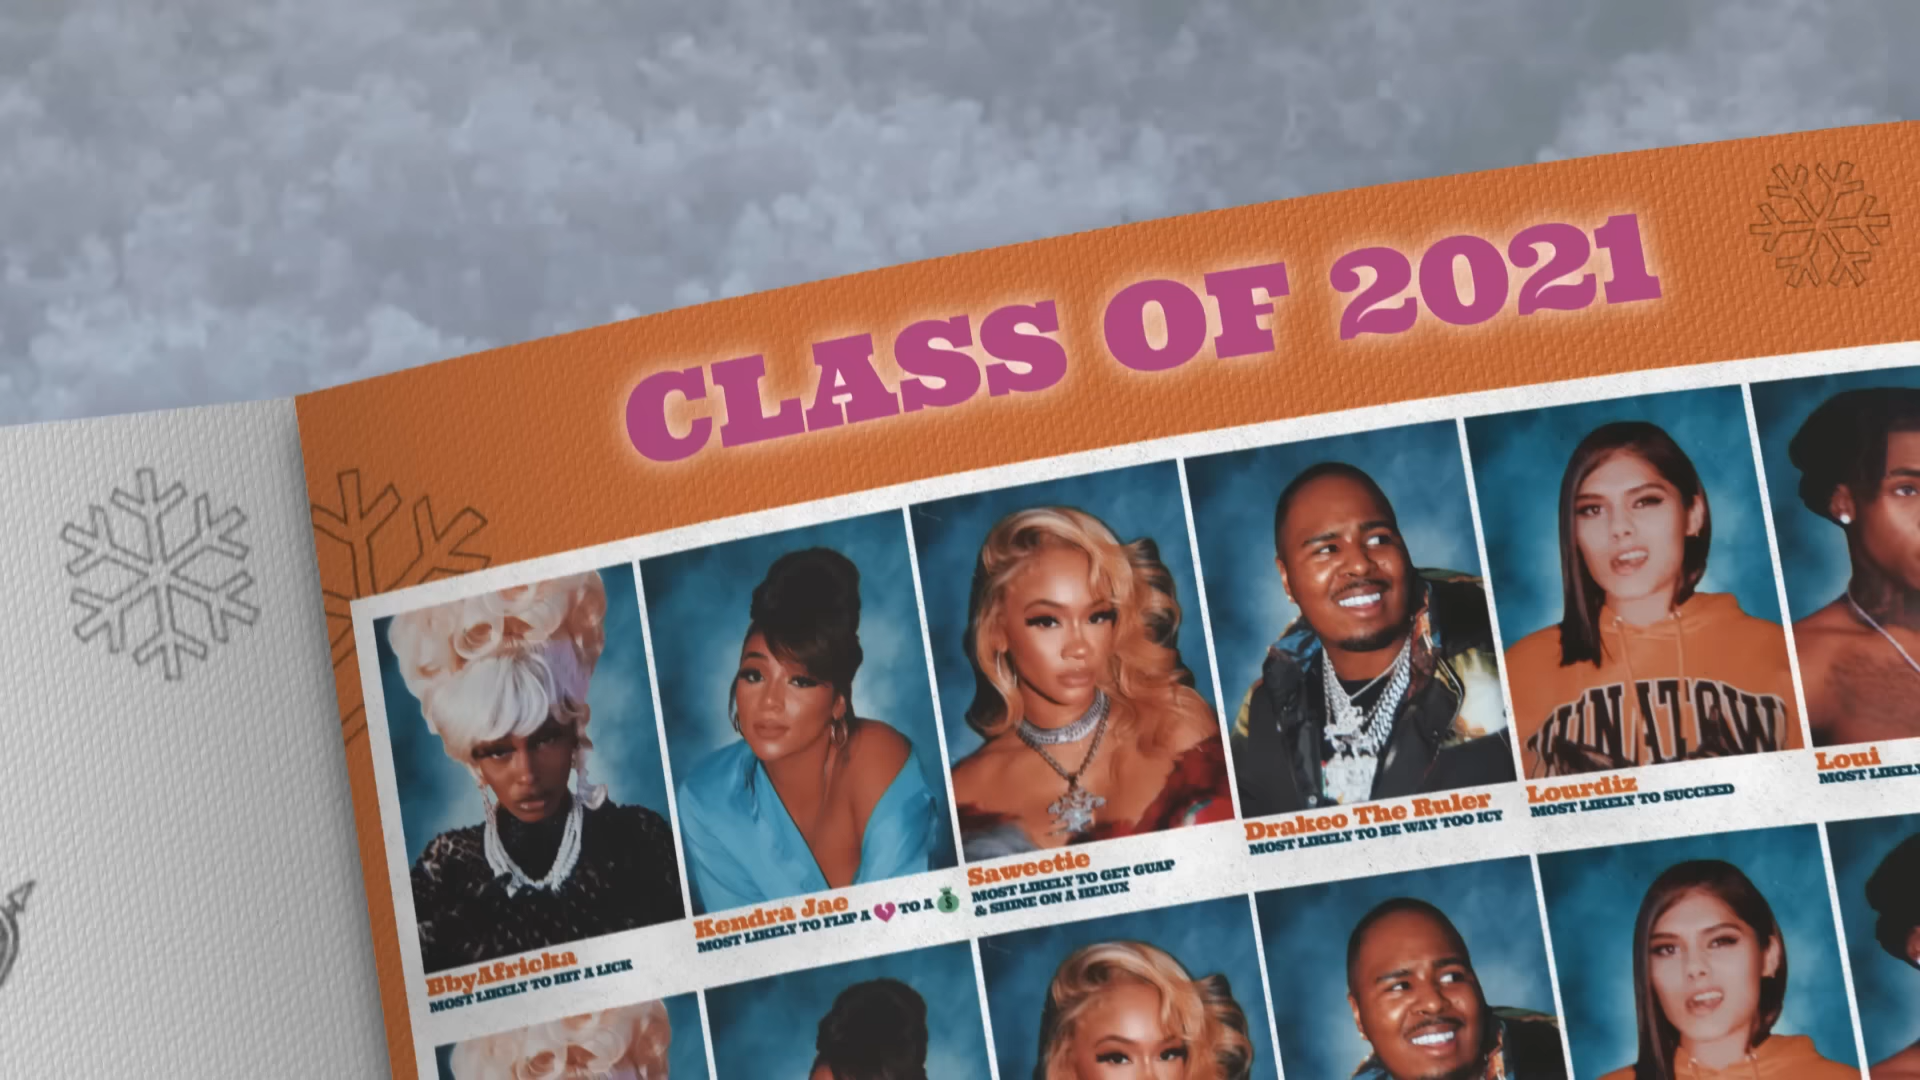 CLASS OF 2021
BbyAfricka
MOST LIKELY TO HIT A LICK
Kendra Jae
MOST LIKELY TO FLIP A 💔 TO A 💰
Saweetie
MOST LIKELY TO GET GUAP
& SHINE ON A HEAUX
Drakeo The Ruler
MOST LIKELY TO BE WAY TOO ICY
Lourdiz
MOST LIKELY TO SUCCEED
Loui
MOST LIKELY